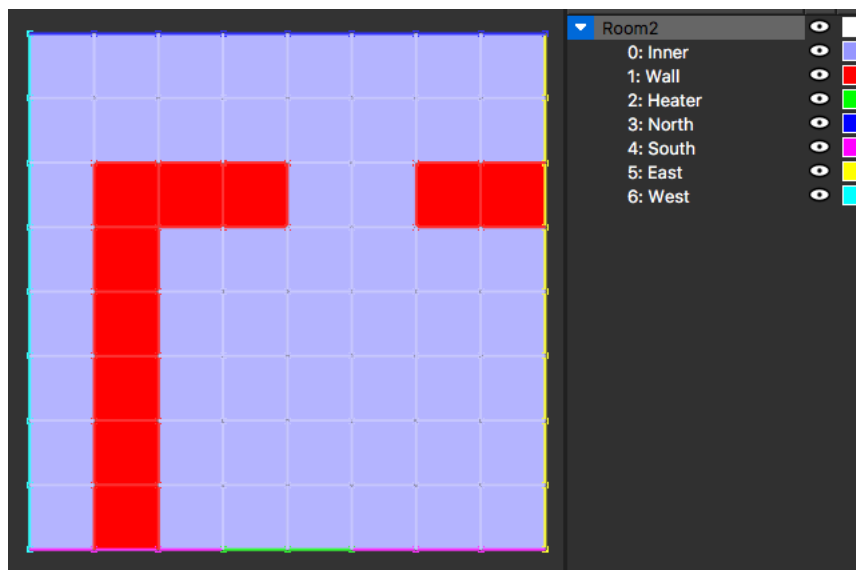 Room2
0: Inner
1: Wall
2: Heater
3: North
4: South
5: East
6: West